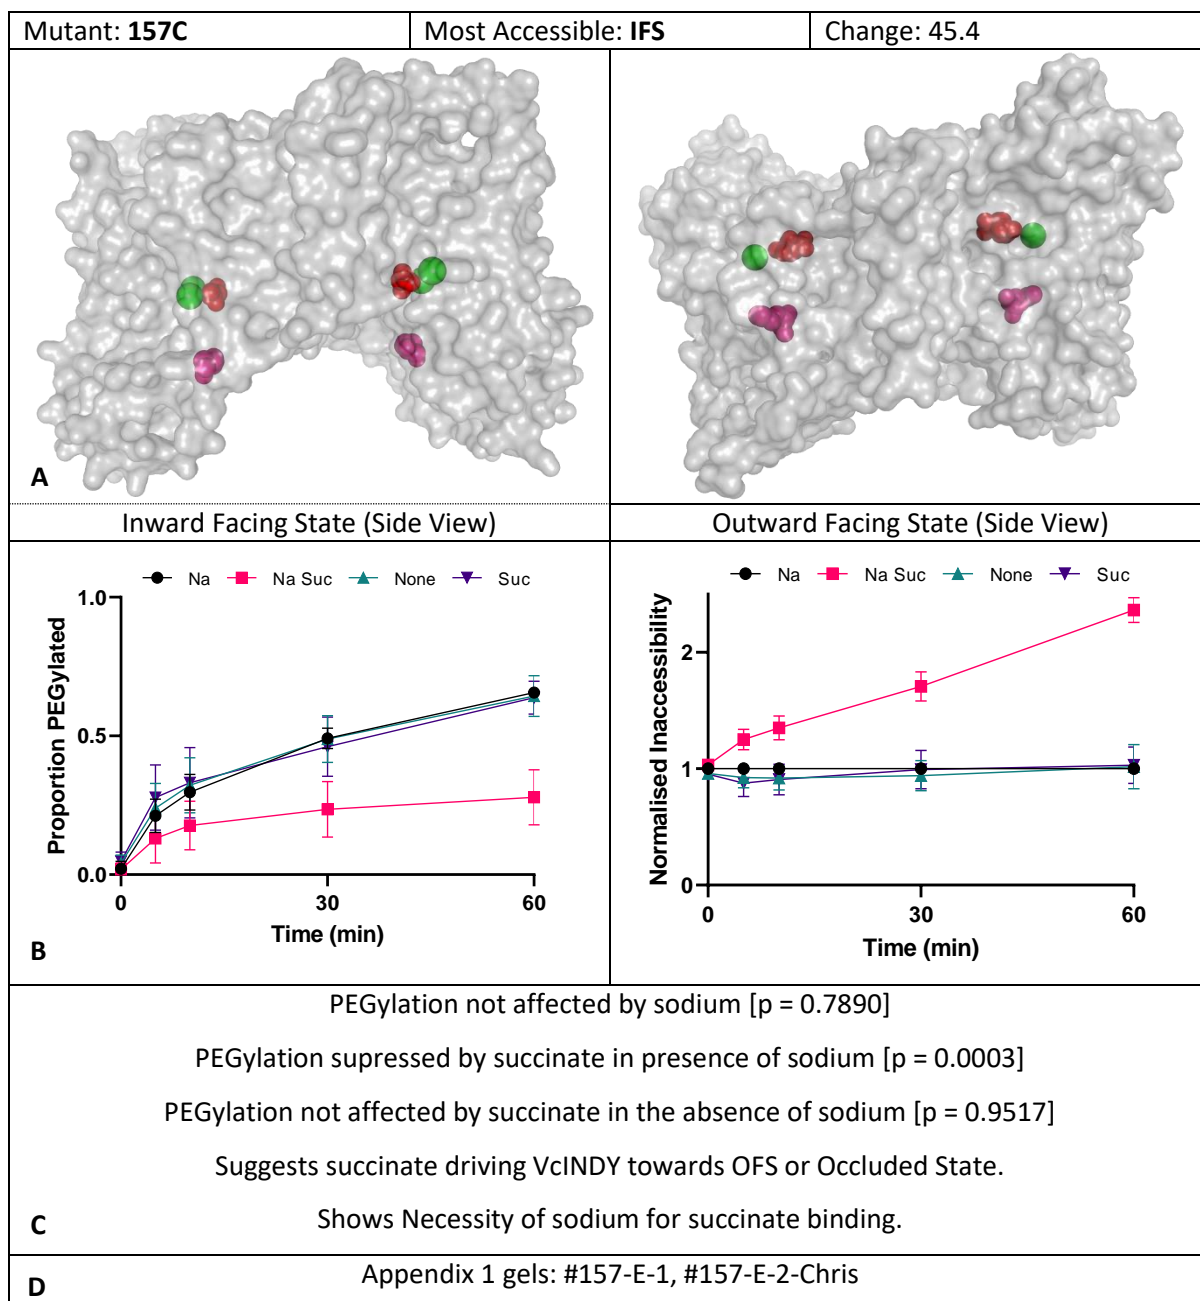 Mutant: 157C
Most Accessible: IFS
Change: 45.4
A
Inward Facing State (Side View)
Outward Facing State (Side View)
Na
Na Suc
None
Suc
1.0
0.5
0.0
Proportion PEGylated
0
30
60
Time (min)
B
Na
Na Suc
None
Suc
2
1
0
Normalised Inaccessibility
0
30
60
Time (min)
PEGylation not affected by sodium [p = 0.7890]
PEGylation supressed by succinate in presence of sodium [p = 0.0003]
PEGylation not affected by succinate in the absence of sodium [p = 0.9517]
Suggests succinate driving VcINDY towards OFS or Occluded State.
Shows Necessity of sodium for succinate binding.
C
Appendix 1 gels: #157-E-1, #157-E-2-Chris
D